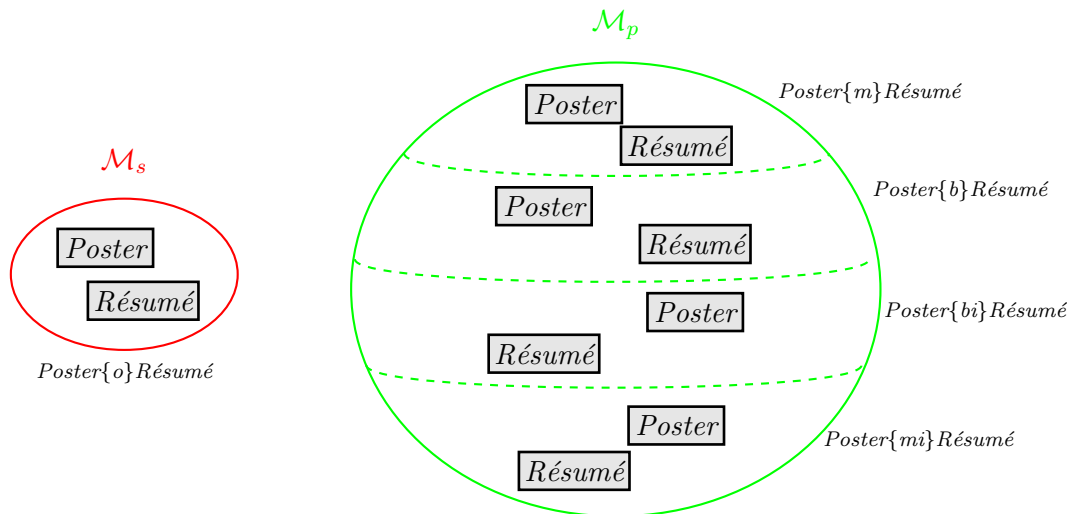 M_s
Poster
Résumé
Poster{o}Résumé
M_p
Poster
Résumé
Poster{m}Résumé
Poster
Résumé
Poster{b}Résumé
Poster
Résumé
Poster{bi}Résumé
Poster
Résumé
Poster{mi}Résumé